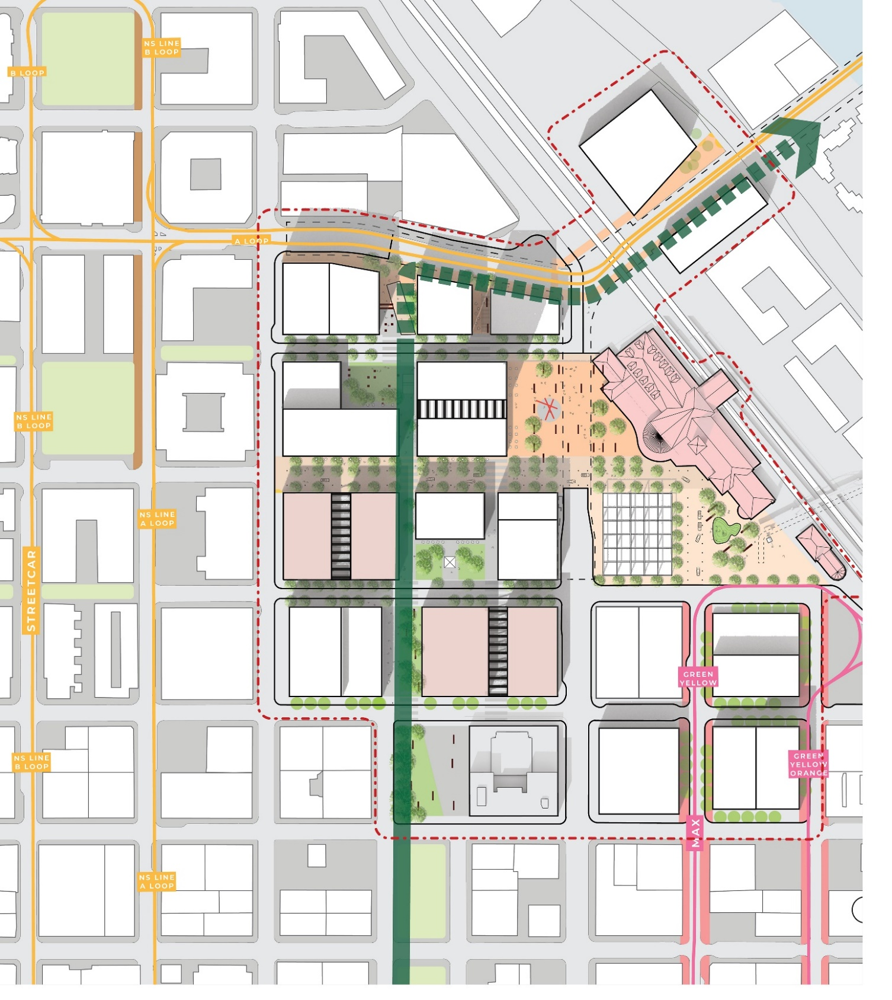 NS LINE
B LOOP
B LOOP
A LOOP
NS LINE
B LOOP
NS LINE
A LOOP
STREETCAR
GREEN
YELLOW
NS LINE
B LOOP
GREEN
YELLOW
ORANGE
MAX
NS LINE
A LOOP